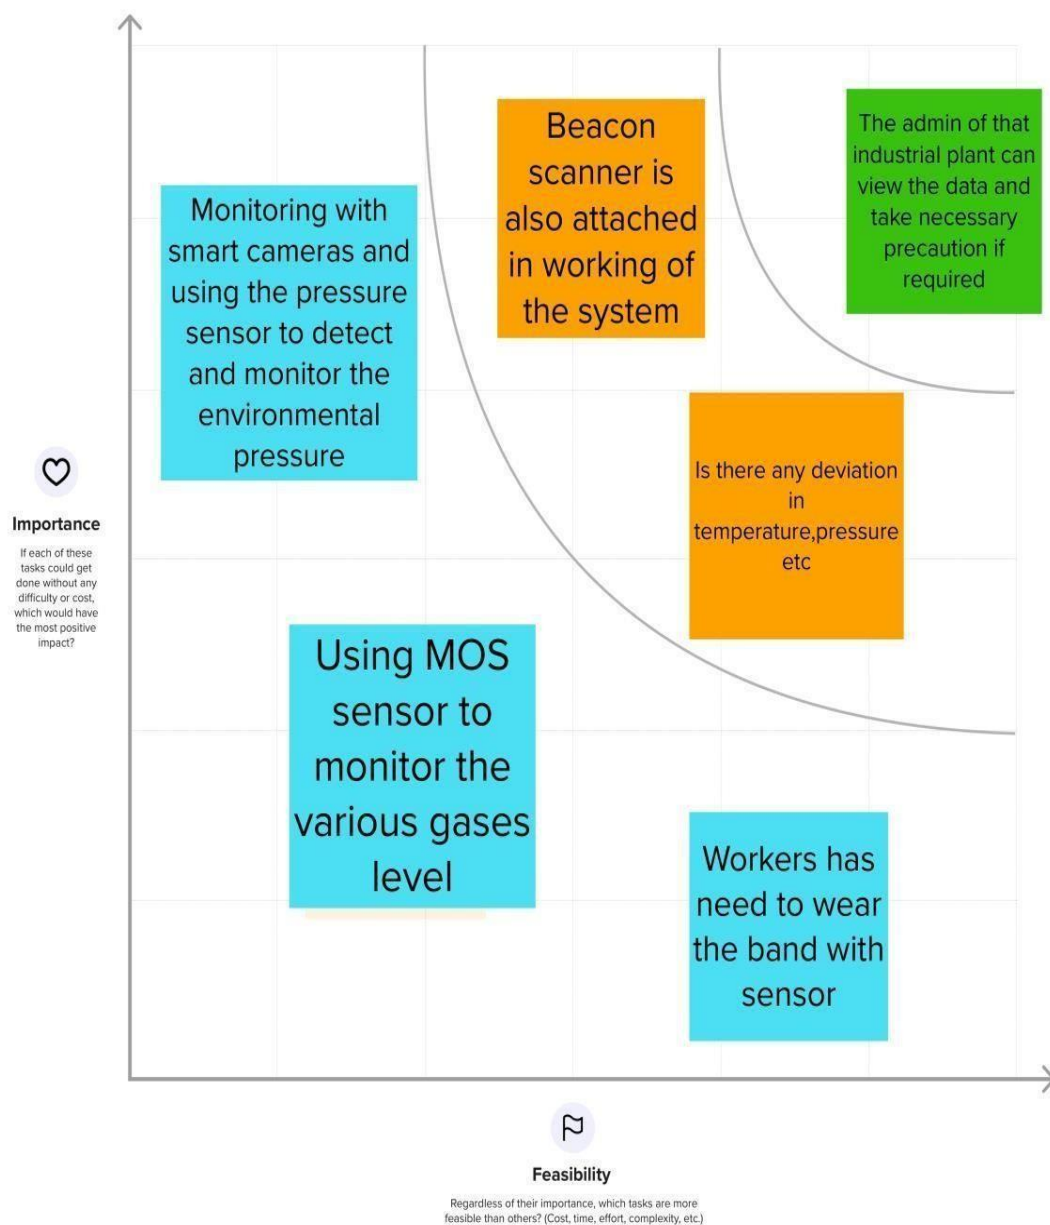 Beacon
scanner is
also attached
in working of
the system
The admin of that
industrial plant can
view the data and
take necessary
precaution if
required
Monitoring with
smart cameras and
using the pressure
sensor to detect
and monitor the
environmental
pressure
Is there any deviation
in
temperature,pressure
etc
Importance
If each of these
tasks could get
done without any
difficulty or cost,
which would have
the most positive
impact?
Using MOS
sensor to
monitor the
various gases
level
Workers has
need to wear
the band with
sensor
Feasibility
Regardless of their importance, which tasks are more
feasible than others? (Cost, time, effort, complexity, etc.)